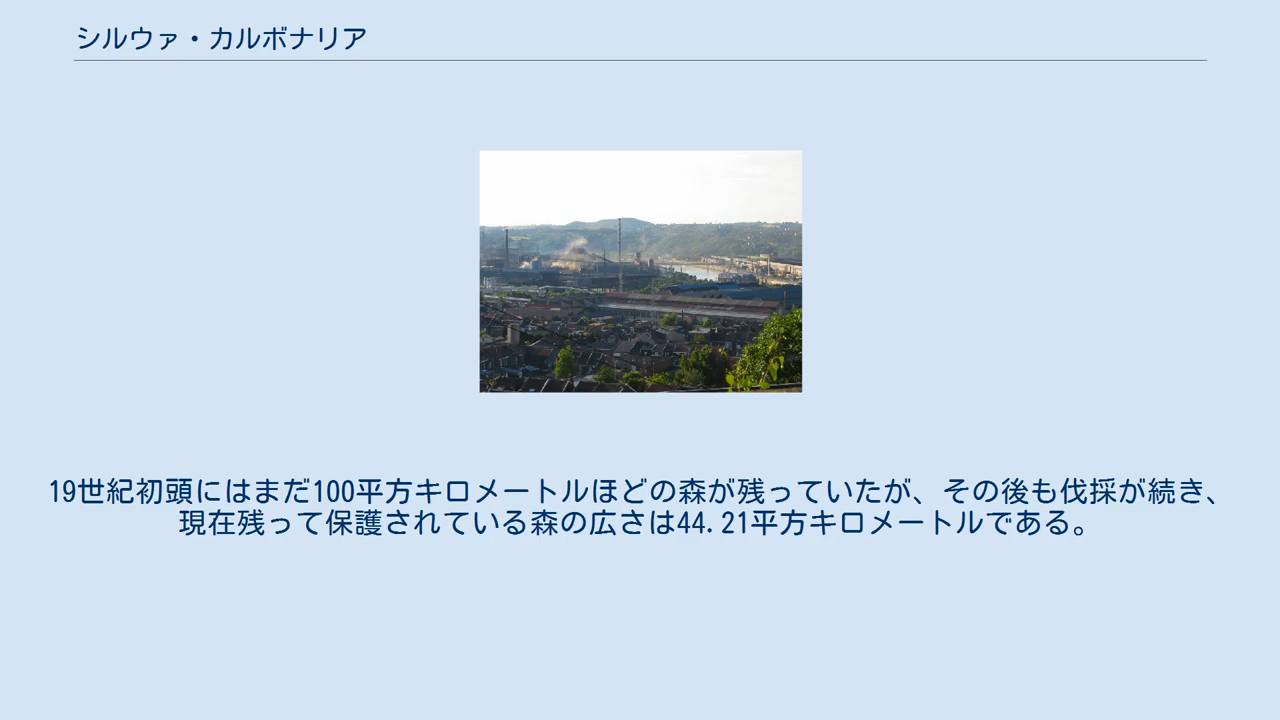 シルウァ・カルボナリア
19世紀初頭にはまだ100平方キロメートルほどの森が残っていたが、その後も伐採が続き、
現在残って保護されている森の広さは44.21平方キロメートルである。